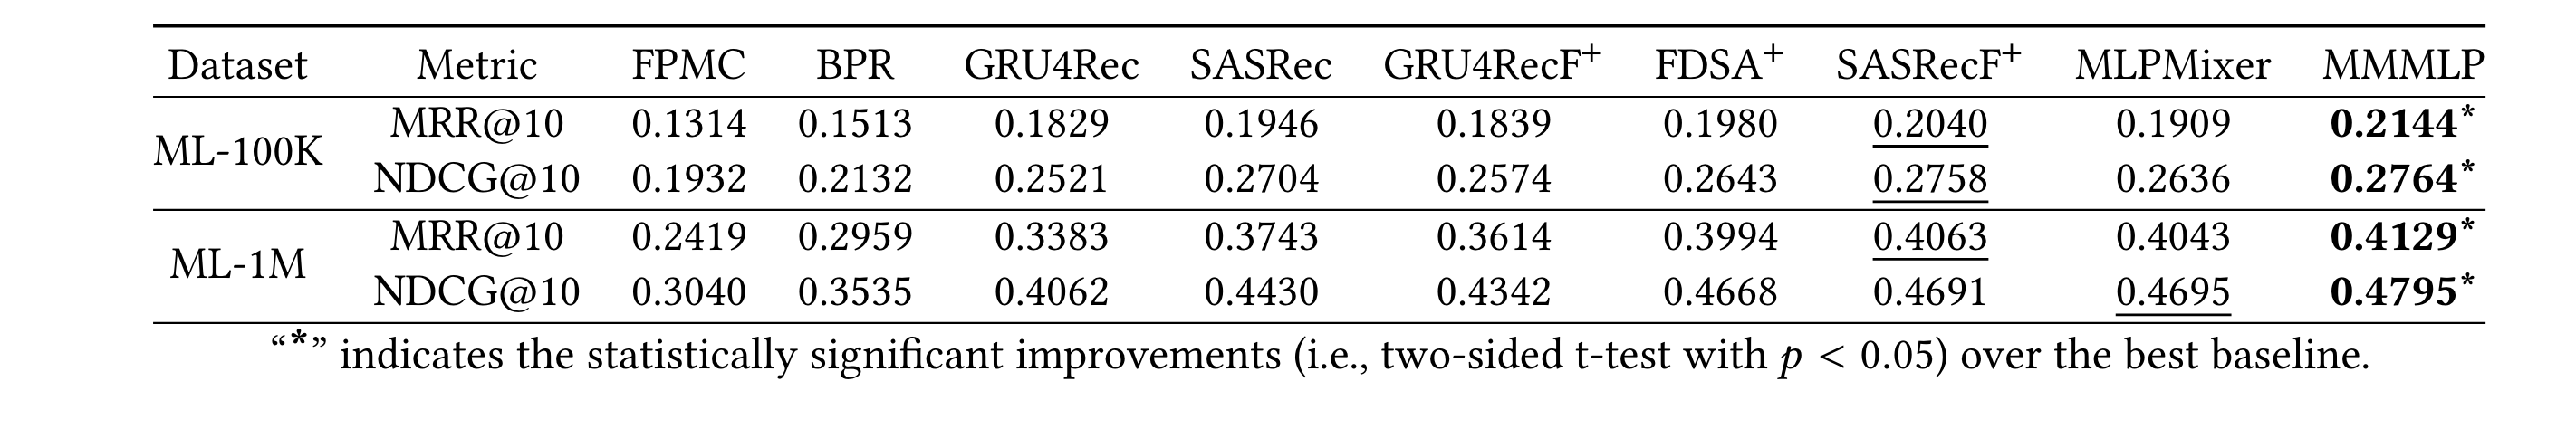 Dataset Metric FPMC BPR GRU4Rec SASRec GRU4RecF+ FDSA+ SASRecF+ MLPMixer MMMLP
ML-100K MRR@10 0.1314 0.1513 0.1829 0.1946 0.1839 0.1980 0.2040 0.1909 0.2144*
NDCG@10 0.1932 0.2132 0.2521 0.2704 0.2574 0.2643 0.2758 0.2636 0.2764*
ML-1M MRR@10 0.2419 0.2959 0.3383 0.3743 0.3614 0.3994 0.4063 0.4043 0.4129*
NDCG@10 0.3040 0.3535 0.4062 0.4430 0.4342 0.4668 0.4691 0.4695 0.4795*
“*” indicates the statistically significant improvements (i.e., two-sided t-test with p < 0.05) over the best baseline.